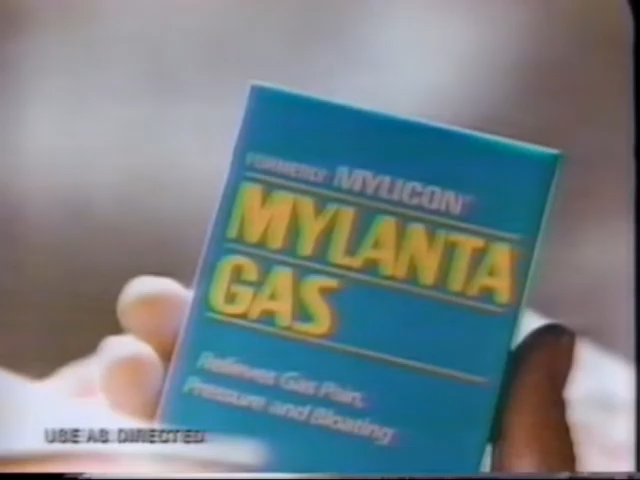 FORMERLY MYLICON
MYLANTA
GAS
Relieves Gas Pain,
Pressure and Bloating
USE AS DIRECTED